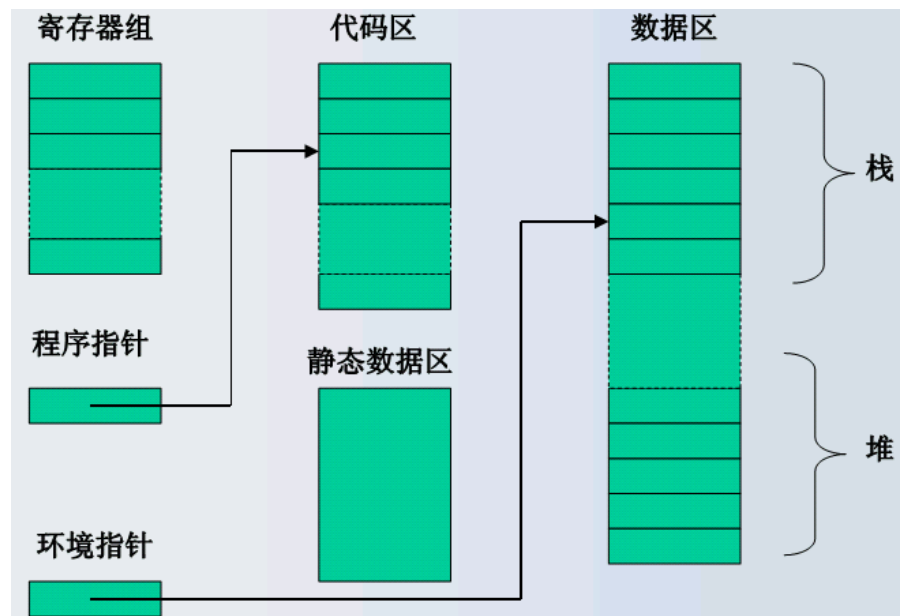 寄存器组
代码区
数据区
栈
程序指针
静态数据区
堆
环境指针